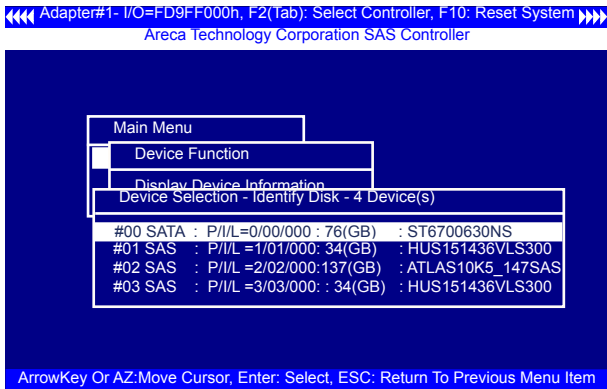 Adapter#1- I/O=FD9FF000h, F2(Tab): Select Controller, F10: Reset System
Areca Technology Corporation SAS Controller
Main Menu
Device Function
Display Device Information
Device Selection - Identify Disk - 4 Device(s)
#00 SATA : P/I/L=0/00/000 : 76(GB) : ST6700630NS
#01 SAS : P/I/L =1/01/000: 34(GB) : HUS151436VLS300
#02 SAS : P/I/L =2/02/000:137(GB) : ATLAS10K5_147SAS
#03 SAS : P/I/L =3/03/000: : 34(GB) : HUS151436VLS300
ArrowKey Or AZ:Move Cursor, Enter: Select, ESC: Return To Previous Menu Item